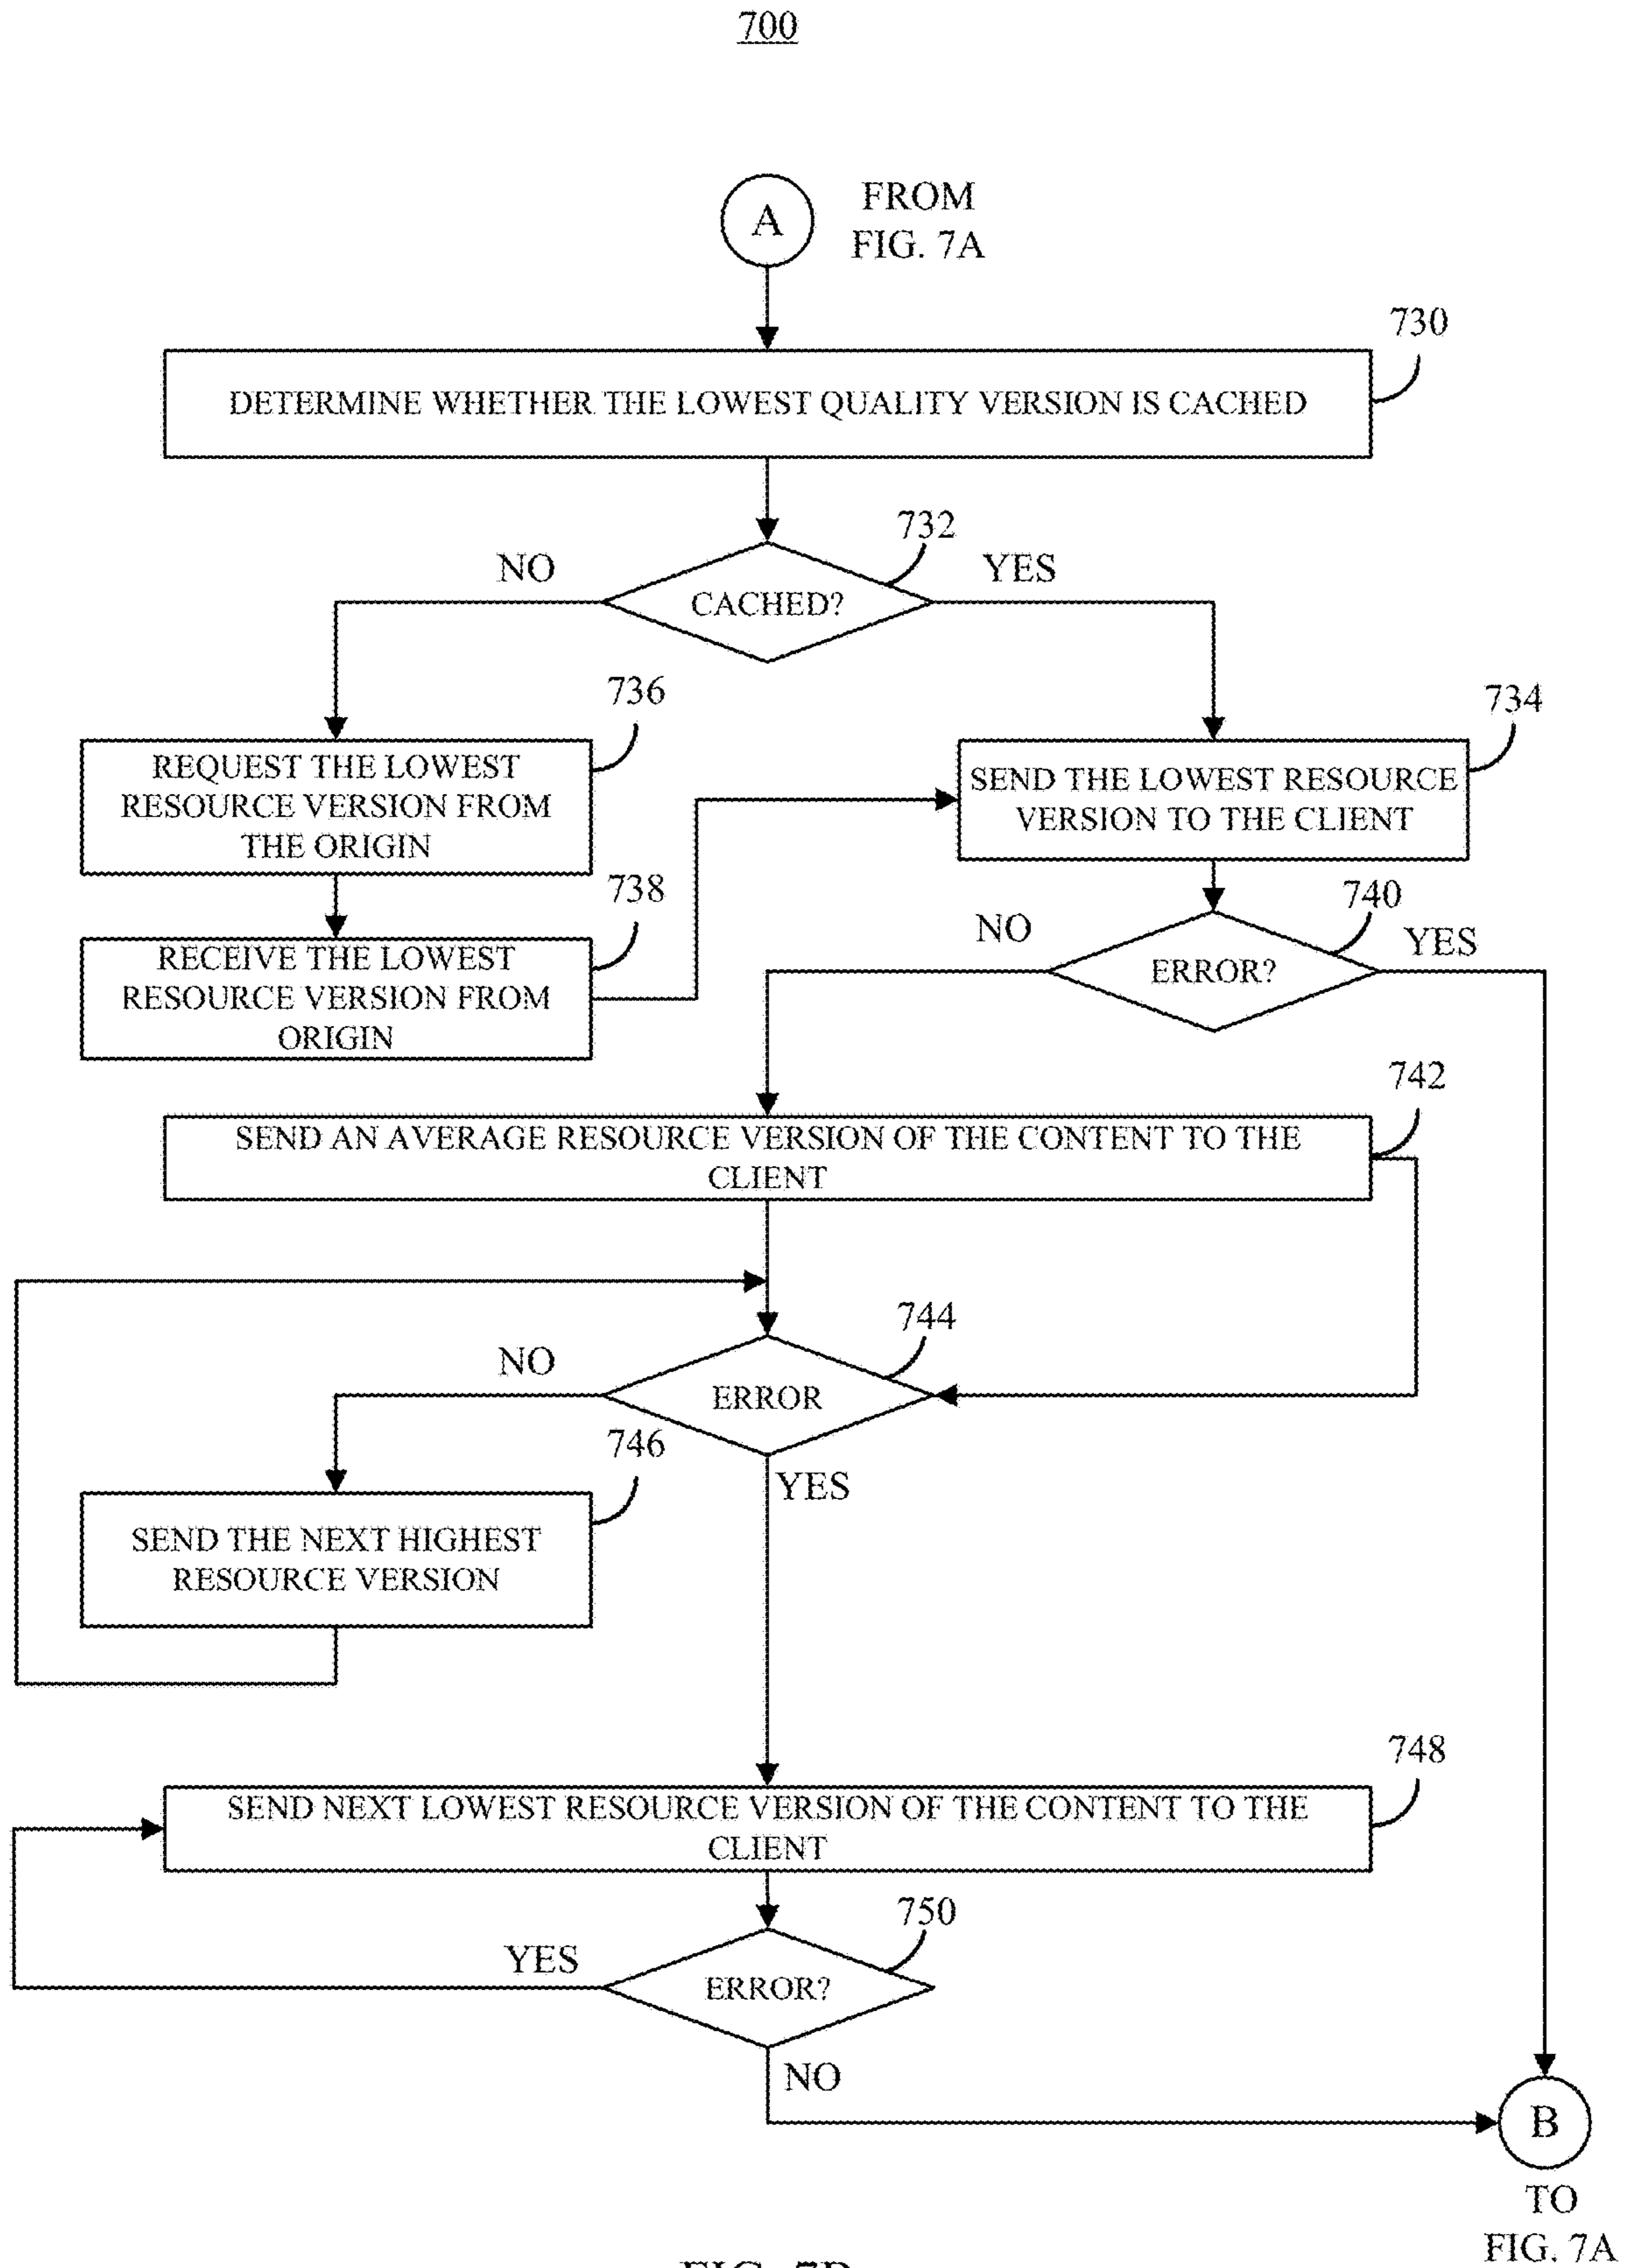 700
A
FROM
FIG. 7A
730
DETERMINE WHETHER THE LOWEST QUALITY VERSION IS CACHED
732
NO
YES
CACHED?
736
734
REQUEST THE LOWEST
RESOURCE VERSION FROM
THE ORIGIN
SEND THE LOWEST RESOURCE
VERSION TO THE CLIENT
738
740
RECEIVE THE LOWEST
RESOURCE VERSION FROM
ORIGIN
NO
YES
ERROR?
742
SEND AN AVERAGE RESOURCE VERSION OF THE CONTENT TO THE
CLIENT
744
NO
ERROR
746
YES
SEND THE NEXT HIGHEST
RESOURCE VERSION
748
SEND NEXT LOWEST RESOURCE VERSION OF THE CONTENT TO THE
CLIENT
750
YES
ERROR?
NO
B
TO
FIG. 7A
FIG. 7B